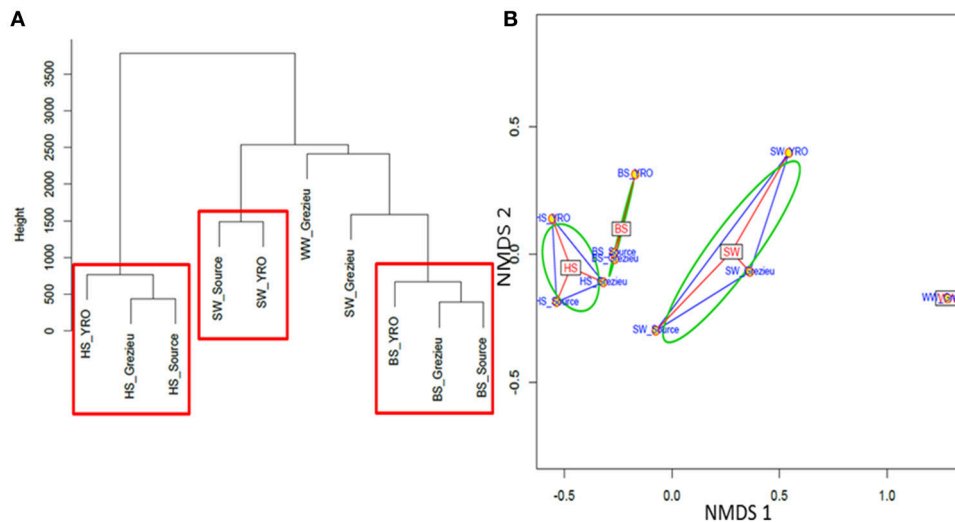 A
Height
3500
3000
2500
2000
1500
1000
500
0
HS_YRO
HS_Grezieu
HS_Source
SW_Source
SW_YRO
WW_Grezieu
SW_Grezieu
BS_YRO
BS_Grezieu
BS_Source
B
NMDS 2
0.5
0.0
-0.5
SW_YRO
BS_YRO
HS_YRO
BS
BS_Source
BS_Grezieu
SW
HS
SW_Grezieu
HS_Grezieu
HS_Source
SW_Source
-0.5
0.0
0.5
1.0
NMDS 1